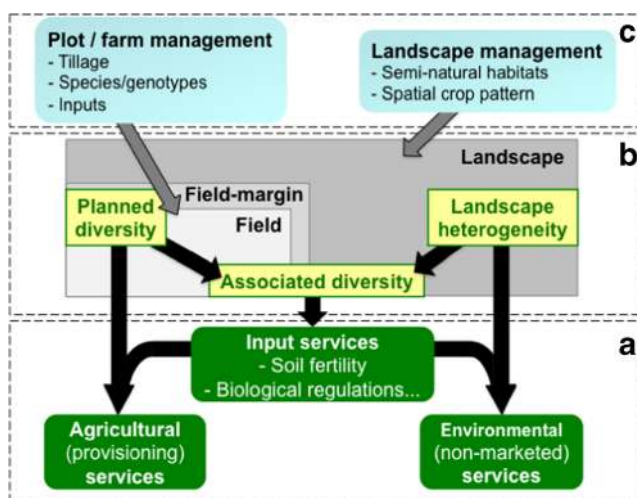 c
Plot / farm management
- Tillage
- Species/genotypes
- Inputs
Landscape management
- Semi-natural habitats
- Spatial crop pattern
b
Landscape
Field-margin
Planned
diversity
Field
Landscape
heterogeneity
Associated diversity
a
Input services
- Soil fertility
- Biological regulations...
Agricultural
(provisioning)
services
Environmental
(non-marketed)
services